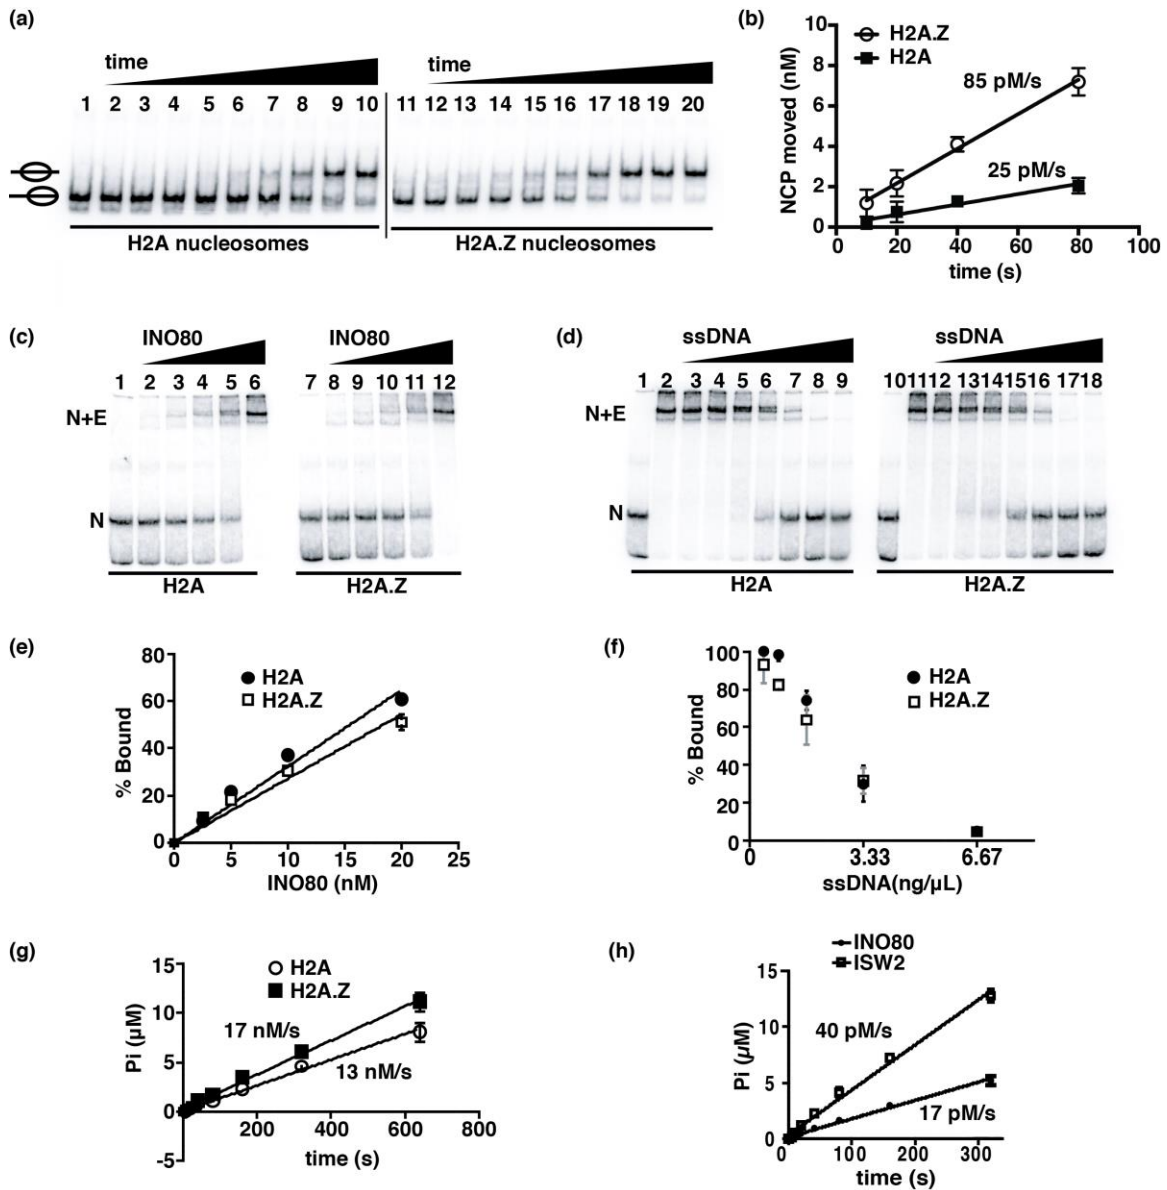 (a)
time
time
1 2 3 4 5 6 7 8 9 10
11 12 13 14 15 16 17 18 19 20
H2A nucleosomes
H2A.Z nucleosomes
(b)
H2A.Z
H2A
NCP moved (nM)
10
8
6
4
2
0
85 pM/s
25 pM/s
0 20 40 60 80 100
time (s)
(c)
INO80
INO80
1 2 3 4 5 6
7 8 9 10 11 12
N+E
N
H2A
H2A.Z
(d)
ssDNA
ssDNA
1 2 3 4 5 6 7 8 9
10 11 12 13 14 15 16 17 18
N+E
N
H2A
H2A.Z
(e)
H2A
H2A.Z
% Bound
80
60
40
20
0
0 5 10 15 20 25
INO80 (nM)
(f)
H2A
H2A.Z
% Bound
100
80
60
40
20
0
0 3.33 6.67
ssDNA(ng/µL)
(g)
H2A
H2A.Z
Pi (µM)
15
10
5
0
-5
17 nM/s
13 nM/s
200 400 600 800
time (s)
(h)
INO80
ISW2
Pi (µM)
15
10
5
0
40 pM/s
17 pM/s
0 100 200 300
time (s)